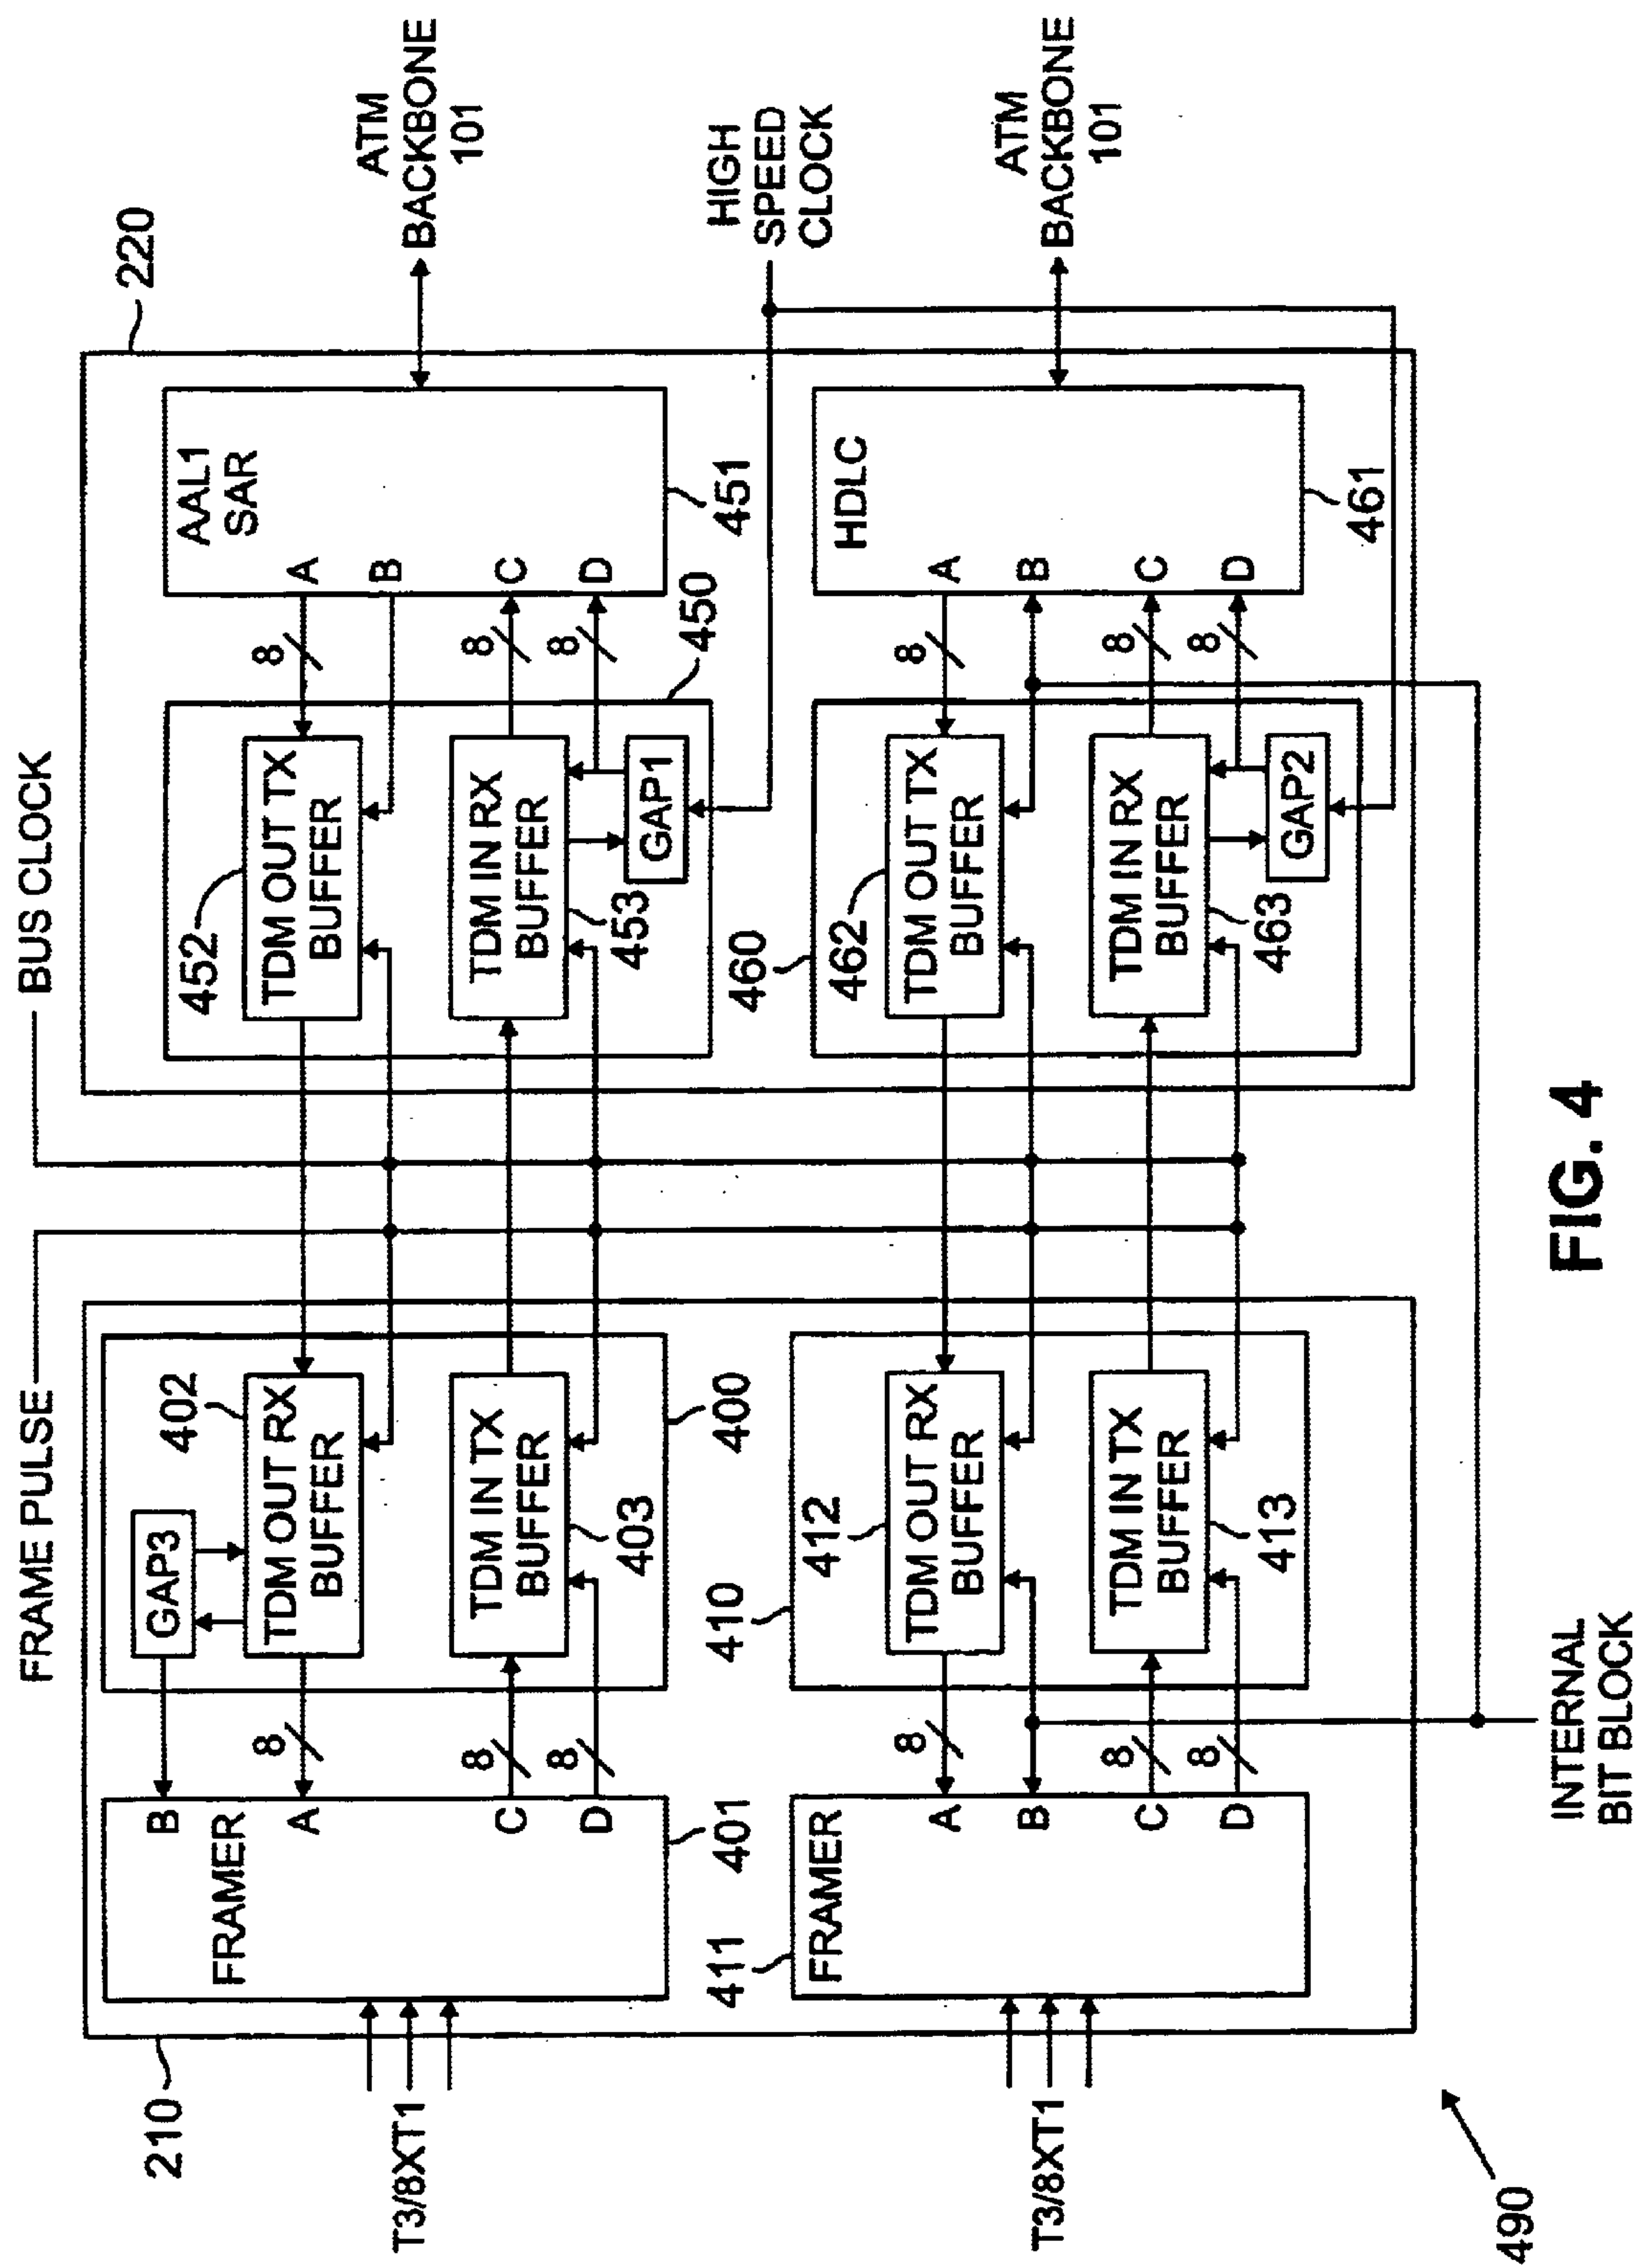 FRAME PULSE
BUS CLOCK
210
220
T3/8XT1
FRAMER
B
A
C
D
401
8
8
8
GAP3
402
TDM OUT RX
BUFFER
TDM IN TX
BUFFER
403
400
452
TDM OUT TX
BUFFER
TDM IN RX
BUFFER
453
GAP1
450
8
8
8
AAL1
SAR
A
B
C
D
451
ATM
BACKBONE
101
HIGH
SPEED
CLOCK
T3/8XT1
411
FRAMER
A
B
C
D
8
8
8
410
412
TDM OUT RX
BUFFER
TDM IN TX
BUFFER
413
460
462
TDM OUT TX
BUFFER
TDM IN RX
BUFFER
463
GAP2
8
8
8
HDLC
A
B
C
D
461
ATM
BACKBONE
101
INTERNAL
BIT BLOCK
490
FIG. 4